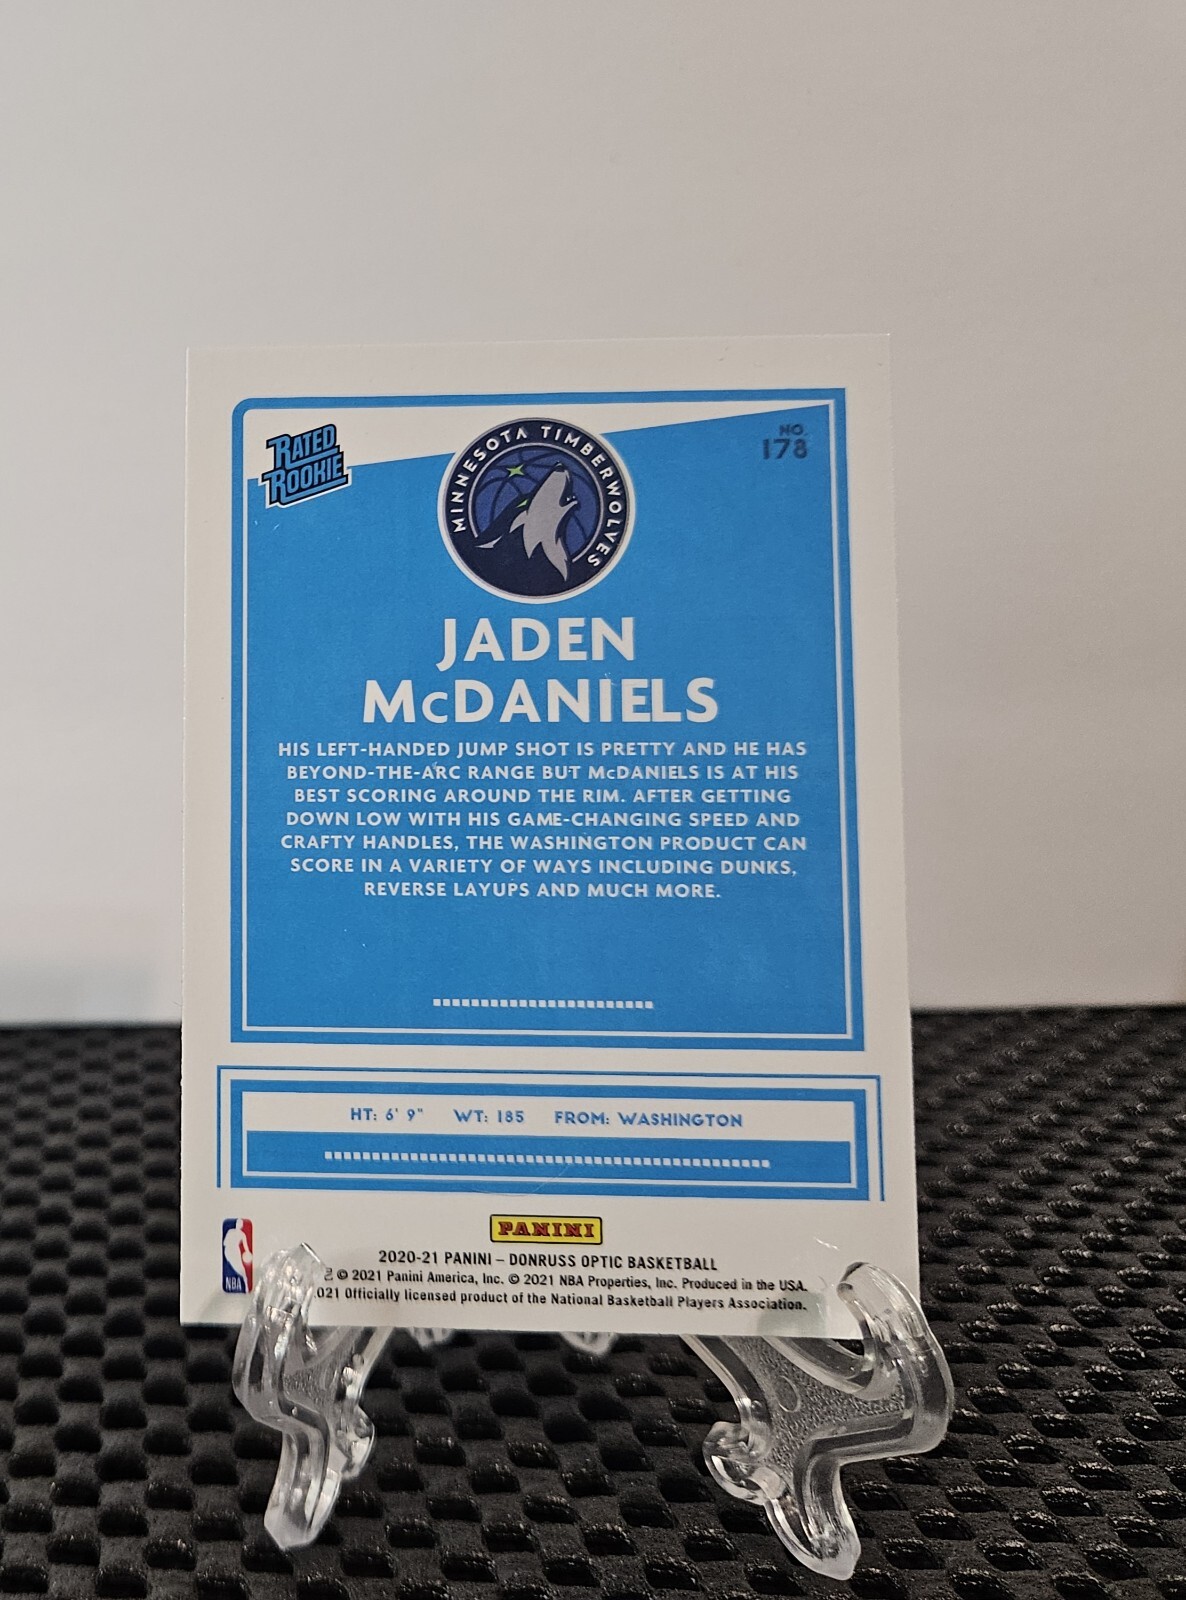 RATED
ROOKIE
MINNESOTA TIMBERWOLVES
NO.
178
JADEN
McDANIELS
HIS LEFT-HANDED JUMP SHOT IS PRETTY AND HE HAS
BEYOND-THE-ARC RANGE BUT McDANIELS IS AT HIS
BEST SCORING AROUND THE RIM. AFTER GETTING
DOWN LOW WITH HIS GAME-CHANGING SPEED AND
CRAFTY HANDLES, THE WASHINGTON PRODUCT CAN
SCORE IN A VARIETY OF WAYS INCLUDING DUNKS,
REVERSE LAYUPS AND MUCH MORE.
HT: 6' 9" WT: 185 FROM: WASHINGTON
PANINI
NBA
2020-21 PANINI – DONRUSS OPTIC BASKETBALL
© 2021 Panini America, Inc. © 2021 NBA Properties, Inc. Produced in the USA.
021 Officially licensed product of the National Basketball Players Association.